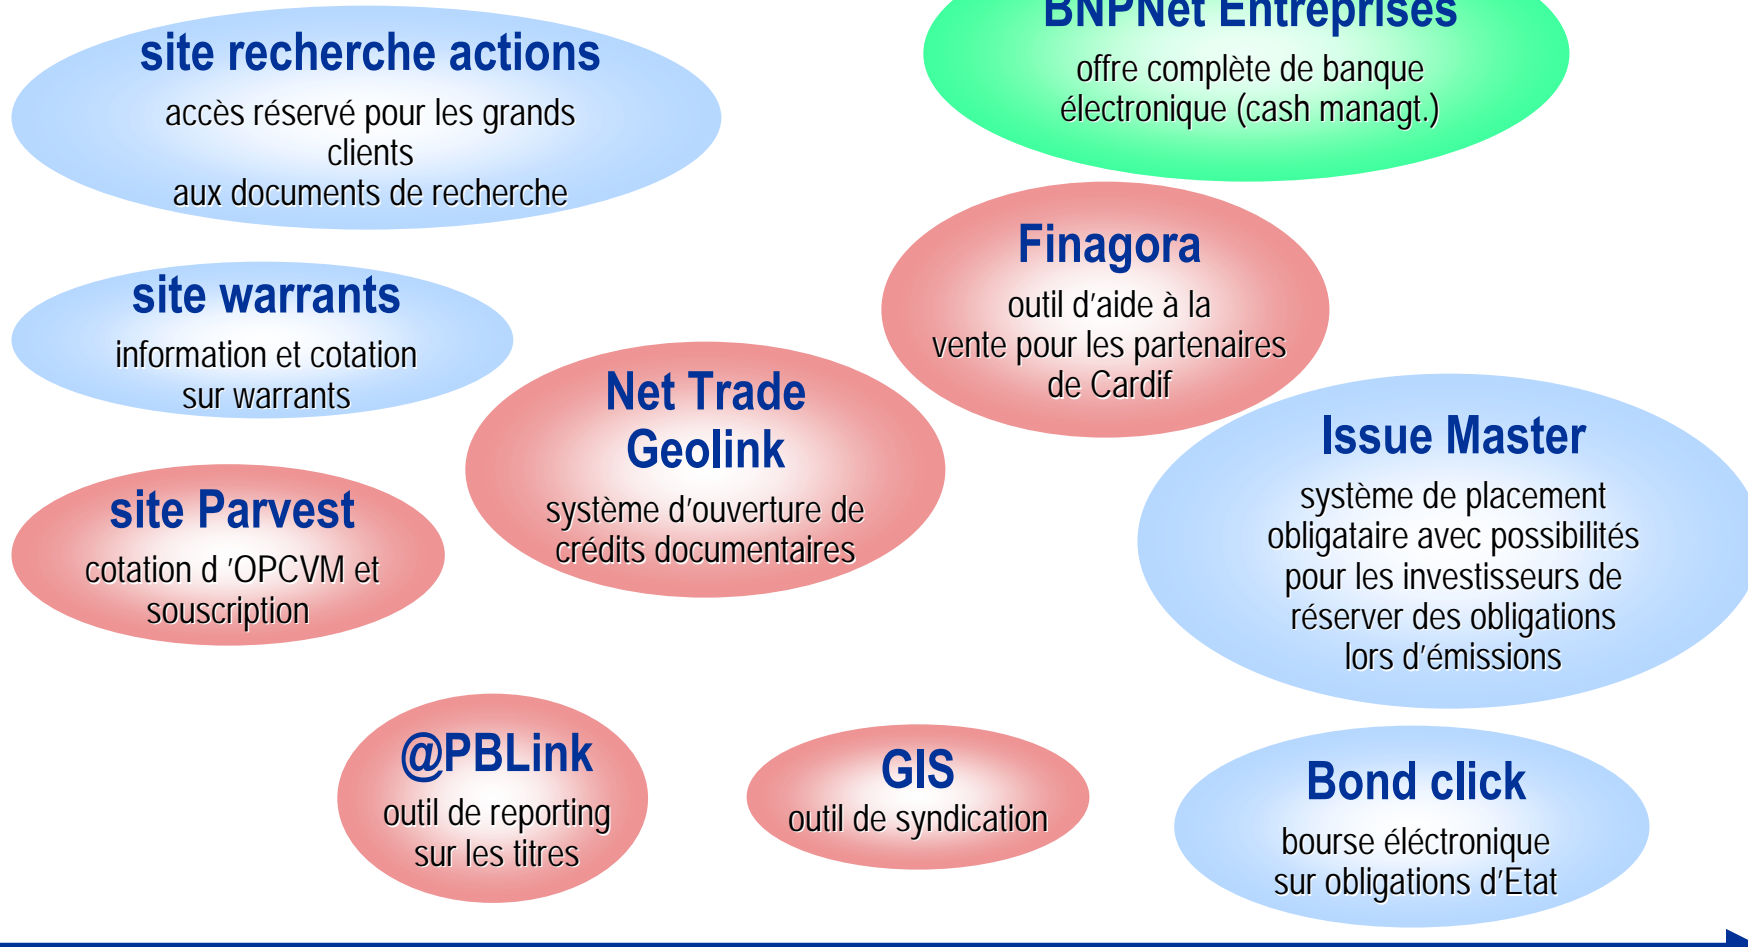 BNPNet Entreprises
offre complète de banque
électronique (cash managt.)
site recherche actions
accès réservé pour les grands
clients
aux documents de recherche
Finagora
outil d'aide à la
vente pour les partenaires
de Cardif
site warrants
information et cotation
sur warrants
Net Trade
Geolink
système d'ouverture de
crédits documentaires
Issue Master
système de placement
obligataire avec possibilités
pour les investisseurs de
réserver des obligations
lors d'émissions
site Parvest
cotation d 'OPCVM et
souscription
@PBLink
outil de reporting
sur les titres
GIS
outil de syndication
Bond click
bourse éléctronique
sur obligations d'Etat